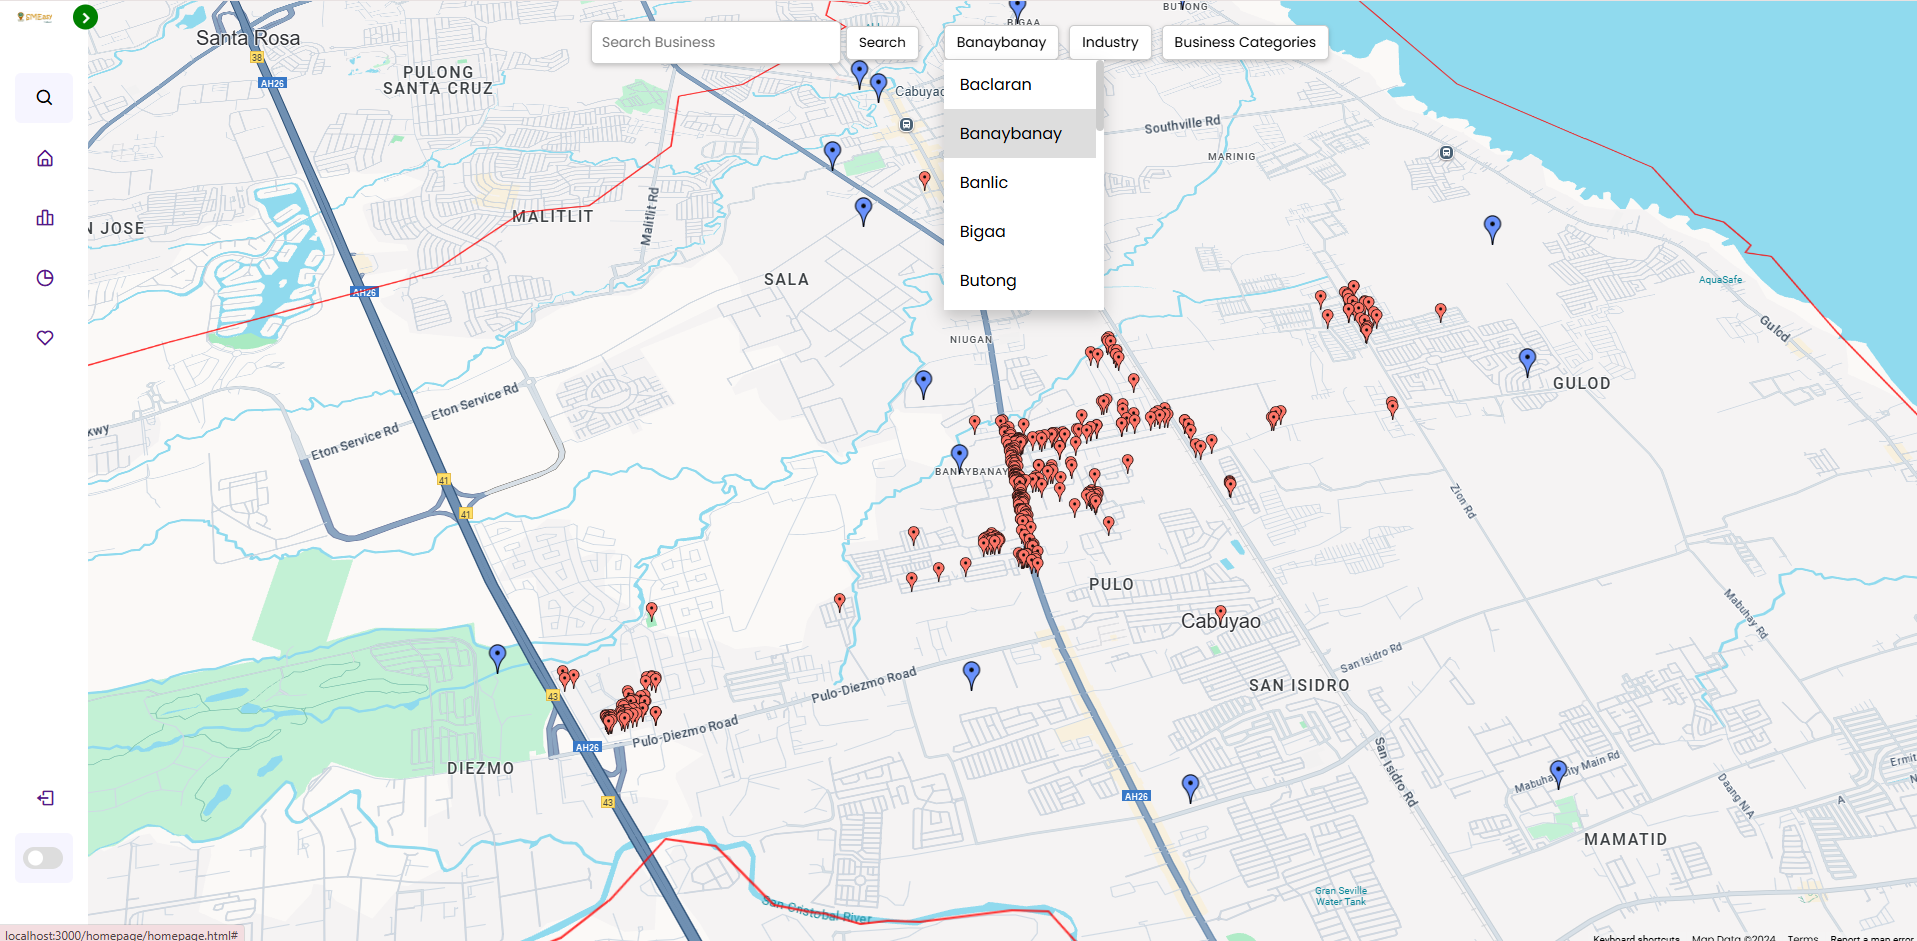 Santa Rosa
38
AH26
PULONG
SANTA CRUZ
Search Business
Search
Banaybanay
Industry
Business Categories
BIGAA
BUTONG
Baclaran
Banaybanay
Banlic
Bigaa
Butong
Cabuyao
Southville Rd
MARINIG
MALITLIT
Malitlit Rd
N JOSE
SALA
AH26
AquaSafe
Gulod
NIUGAN
GULOD
Eton Service Rd
Eton Service Rd
xwy
41
41
BANAYBANAY
Zion Rd
PULO
Cabuyao
Mabuhay Rd
San Isidro Rd
SAN ISIDRO
Pulo-Diezmo Road
Pulo-Diezmo Road
43
AH26
DIEZMO
43
AH26
San Isidro Rd
Mabuhay City Main Rd
Daang NIA
Ermit
MAMATID
Gran Seville
Water Tank
San Cristobal River
localhost:3000/homepage/homepage.html#
Keyboard shortcuts
Map Data ©2024
Terms
Report a map error